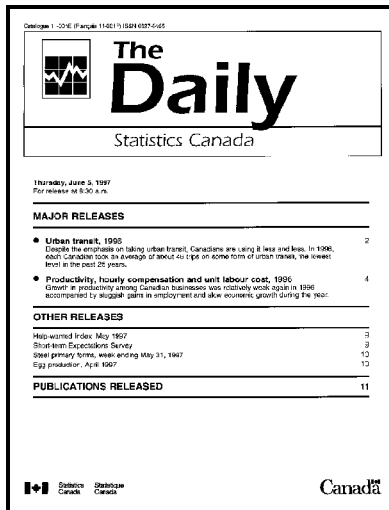 Catalogue 11-001E (Français 11-001F) ISSN 0827-0465
The
Daily
Statistics Canada
Thursday, June 5, 1997
For release at 8:30 a.m.
MAJOR RELEASES
● Urban transit, 1996 2
Despite the emphasis on taking urban transit, Canadians are using it less and less. In 1996,
each Canadian took an average of about 46 trips on some form of urban transit, the lowest
level in the past 25 years.
● Productivity, hourly compensation and unit labour cost, 1996 4
Growth in productivity among Canadian businesses was relatively weak again in 1996
accompanied by sluggish gains in employment and slow economic growth during the year.
OTHER RELEASES
Help-wanted Index May 1997 9
Short-term Expectations Survey 9
Steel primary forms, week ending May 31, 1997 10
Egg production, April 1997 10
PUBLICATIONS RELEASED 11
Statistics Statistique
Canada Canada
Canada